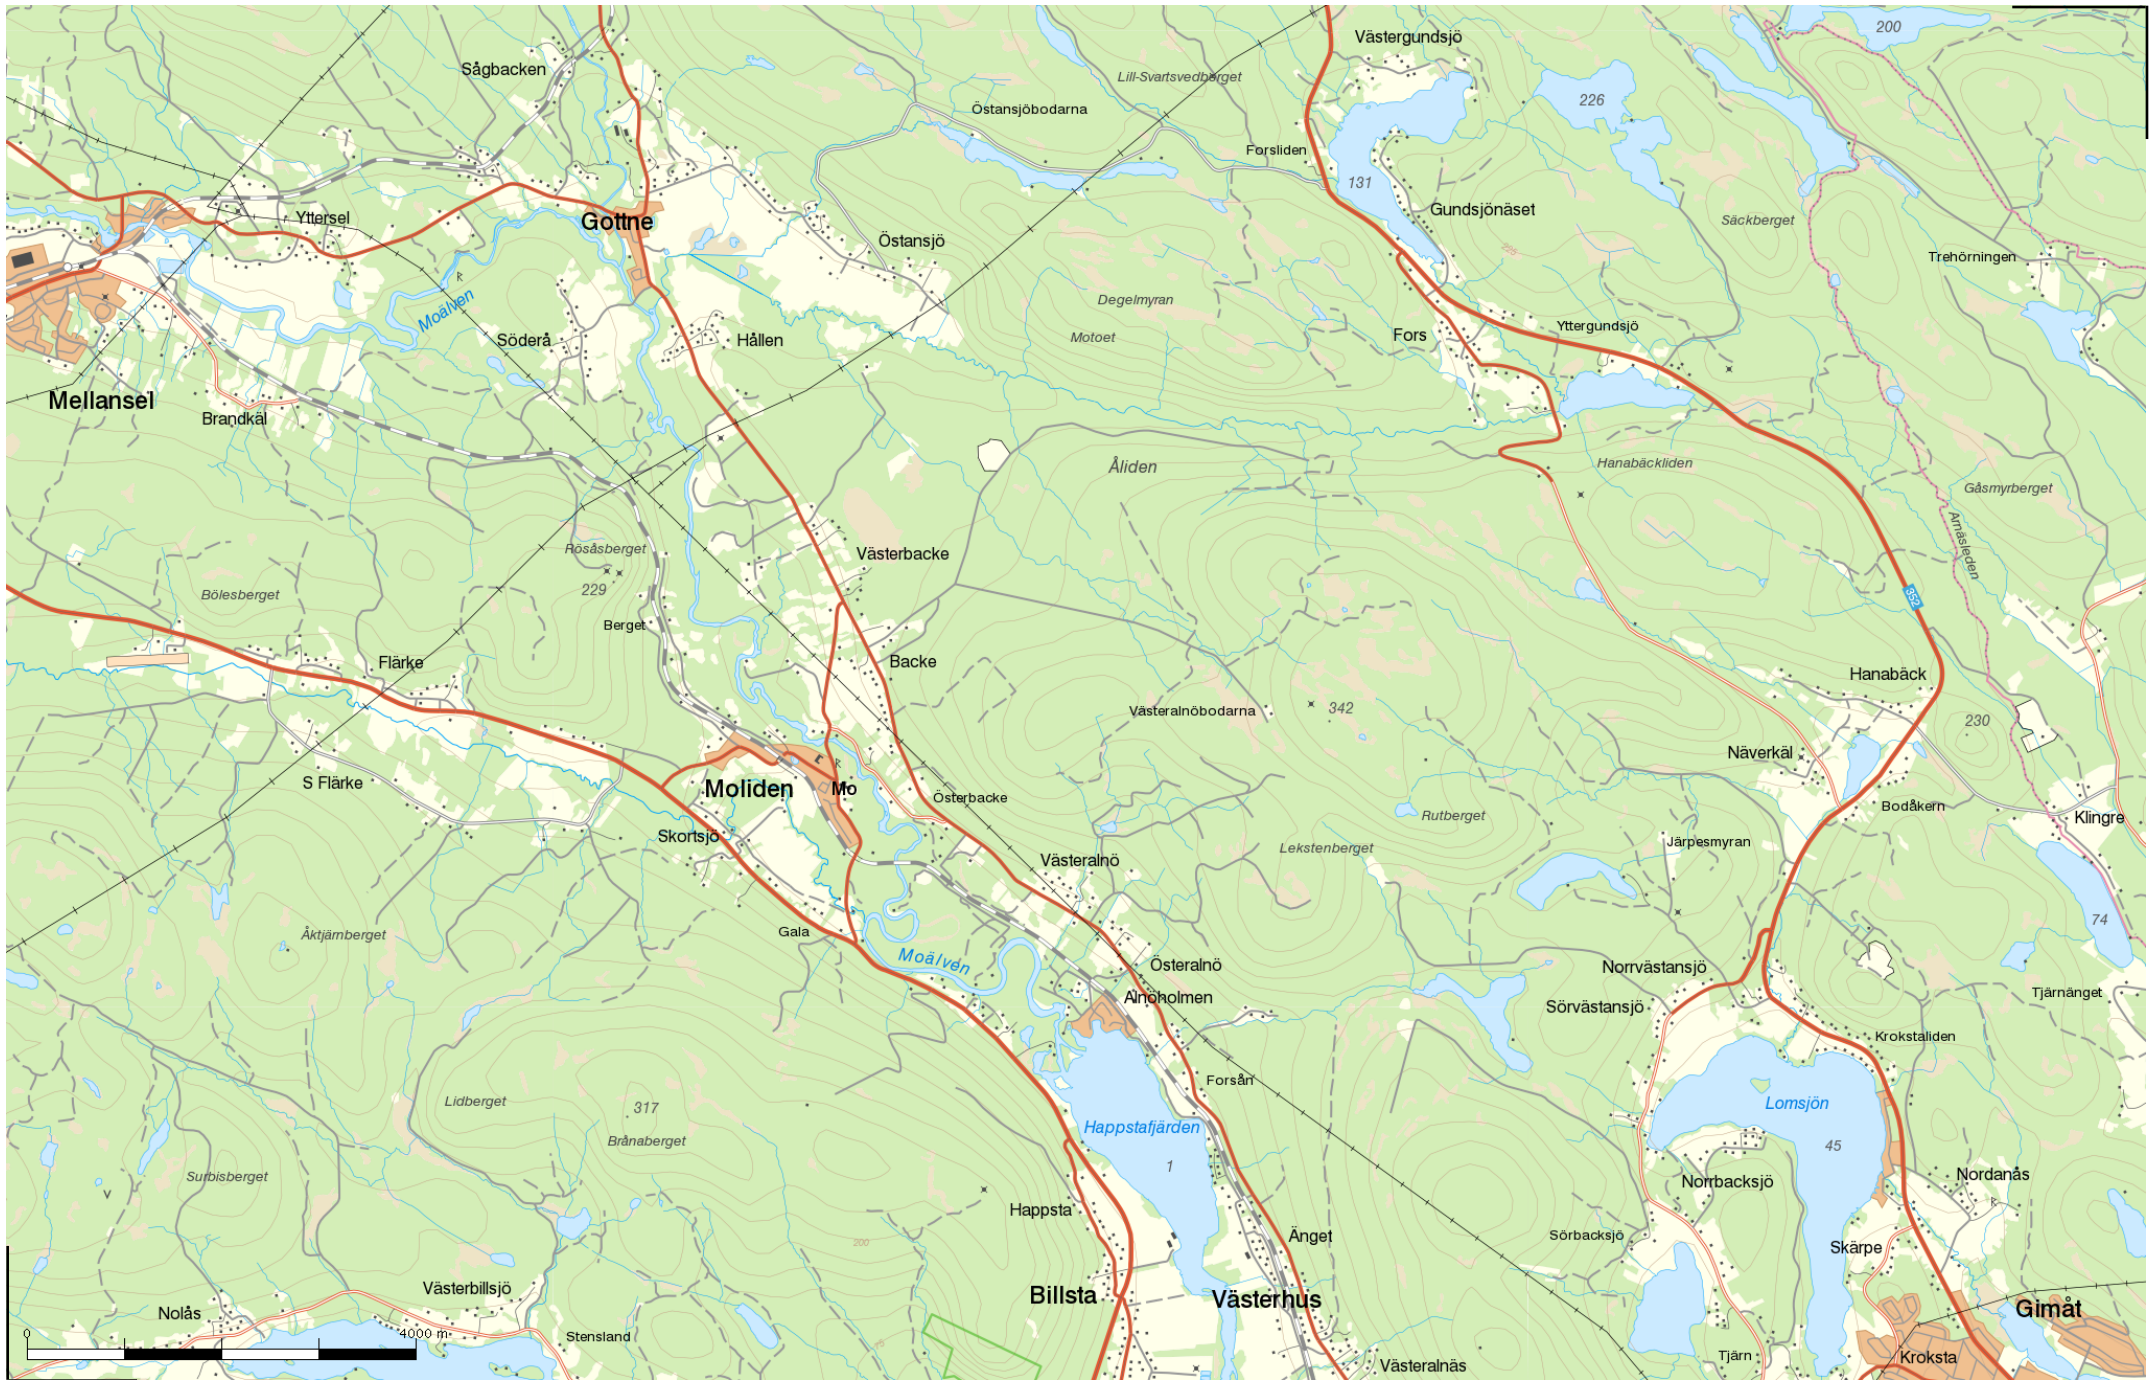 200
Västergundsjö
Sågbacken
Lill-Svartsvedberget
226
Östansjöbodarna
Forsliden
131
Gundsjönäset
Yttersel
Gottne
Säckberget
Östansjö
Trehörningen
Moälven
Degelmyran
Yttergundsjö
Söderå
Hållen
Motoet
Fors
Mellansel
Brandkäl
Åliden
Hanabäckliden
Gåsmyrberget
Arnäsleden
Rösåsberget
Västerbacke
229
Bölesberget
352
Berget
Flärke
Backe
Hanabäck
Västeralnöbodarna
342
230
Näverkäl
S Flärke
Moliden
Mo
Österbacke
Bodåkern
Rutberget
Klingre
Skortsjö
Järpesmyran
Lekstenberget
Västeralnö
74
Åktjärnberget
Gala
Moälven
Österalnö
Norrvästansjö
Tjärnänget
Alnöholmen
Sörvästansjö
Krokstaliden
Forsån
Lidberget
317
Lomsjön
Happstafjärden
Brånaberget
45
1
Surbisberget
Norrbacksjö
Nordanås
Happsta
Sörbacksjö
Änget
200
Skärpe
Västerbillsjö
Billsta
Västerhus
Gimåt
Nolås
0
4000 m
Stensland
Tjärn
Kroksta
Västeralnäs